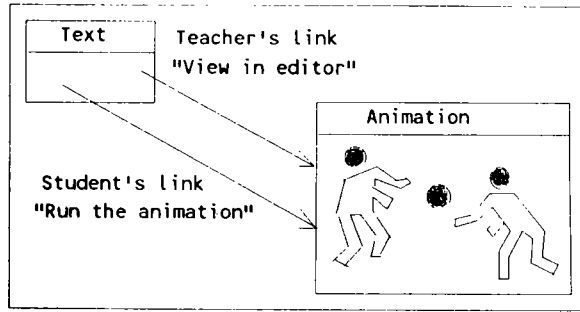 Text
Teacher's link
"View in editor"
Animation
Student's link
"Run the animation"